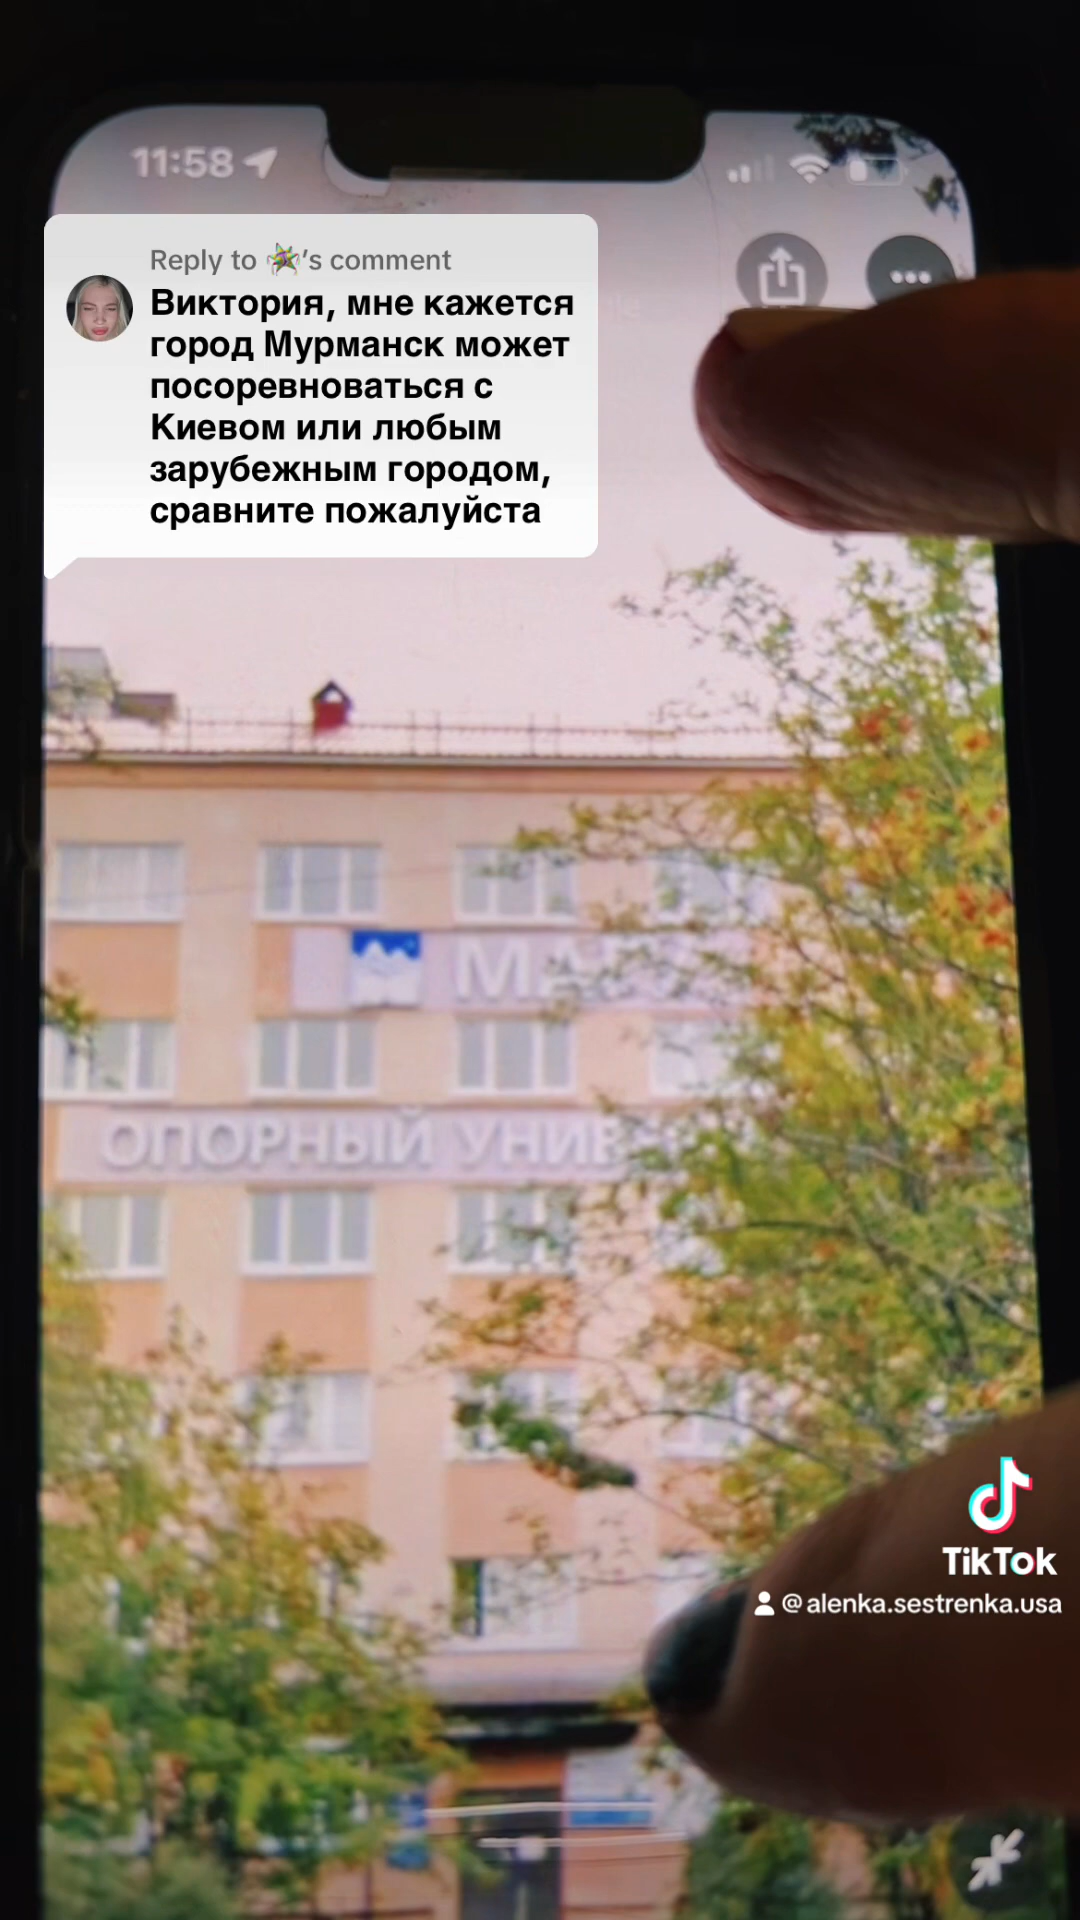 11:58
Reply to 's comment
Виктория, мне кажется
город Мурманск может
посоревноваться с
Киевом или любым
зарубежным городом,
сравните пожалуйста
ОПОРНЫЙ
TikTok
@alenka.sestrenka.usa